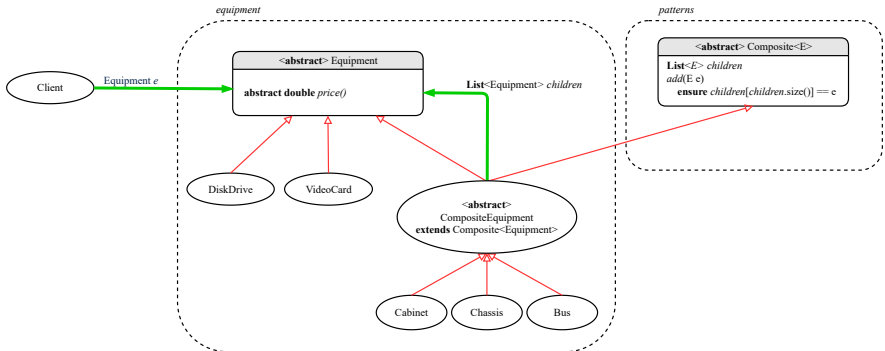 equipment
patterns
<abstract> Equipment
abstract double price()
<abstract> Composite<E>
List<E> children
add(E e)
ensure children[children.size()] == e
Client
Equipment e
List<Equipment> children
DiskDrive
VideoCard
<abstract>
CompositeEquipment
extends Composite<Equipment>
Cabinet
Chassis
Bus